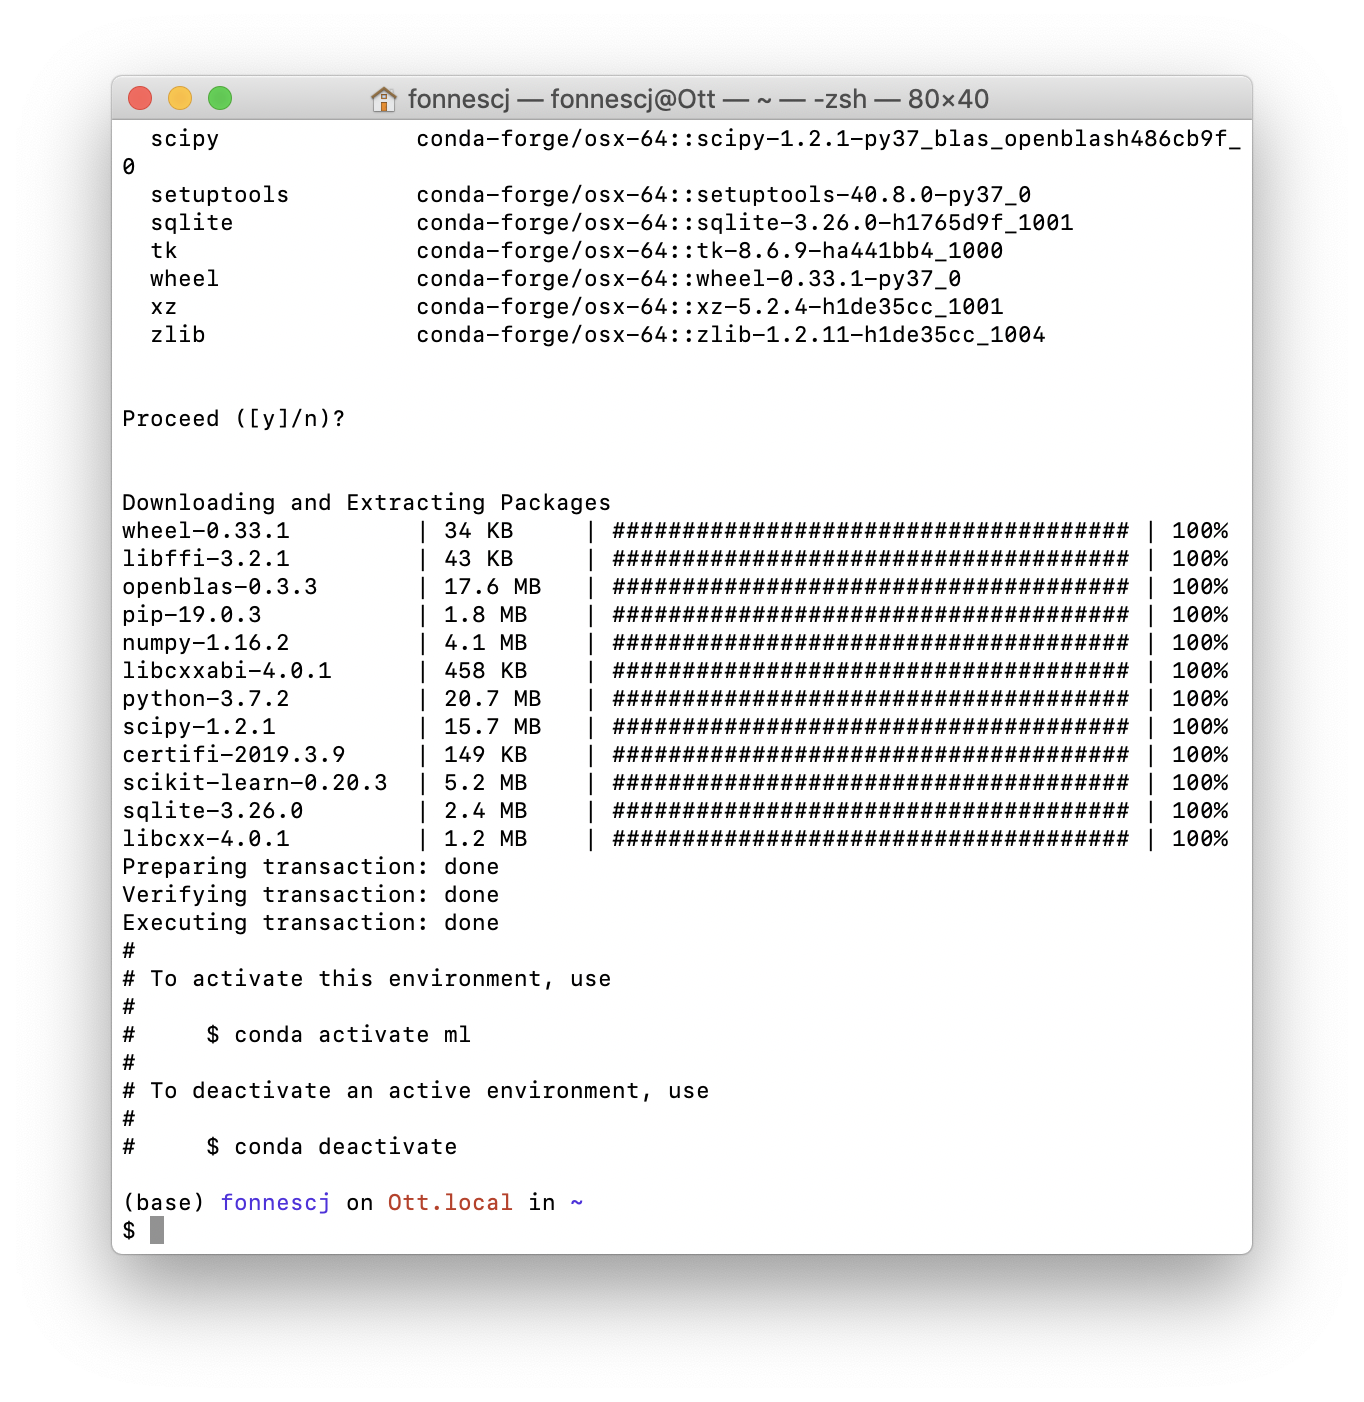 fonnescj — fonnescj@Ott — ~ — -zsh — 80×40
  scipy              conda-forge/osx-64::scipy-1.2.1-py37_blas_openblash486cb9f_
0
  setuptools         conda-forge/osx-64::setuptools-40.8.0-py37_0
  sqlite             conda-forge/osx-64::sqlite-3.26.0-h1765d9f_1001
  tk                 conda-forge/osx-64::tk-8.6.9-ha441bb4_1000
  wheel              conda-forge/osx-64::wheel-0.33.1-py37_0
  xz                 conda-forge/osx-64::xz-5.2.4-h1de35cc_1001
  zlib               conda-forge/osx-64::zlib-1.2.11-h1de35cc_1004
Proceed ([y]/n)?
Downloading and Extracting Packages
wheel-0.33.1         | 34 KB     | ##################################### | 100%
libffi-3.2.1         | 43 KB     | ##################################### | 100%
openblas-0.3.3       | 17.6 MB   | ##################################### | 100%
pip-19.0.3           | 1.8 MB    | ##################################### | 100%
numpy-1.16.2         | 4.1 MB    | ##################################### | 100%
libcxxabi-4.0.1      | 458 KB    | ##################################### | 100%
python-3.7.2         | 20.7 MB   | ##################################### | 100%
scipy-1.2.1          | 15.7 MB   | ##################################### | 100%
certifi-2019.3.9     | 149 KB    | ##################################### | 100%
scikit-learn-0.20.3  | 5.2 MB    | ##################################### | 100%
sqlite-3.26.0        | 2.4 MB    | ##################################### | 100%
libcxx-4.0.1         | 1.2 MB    | ##################################### | 100%
Preparing transaction: done
Verifying transaction: done
Executing transaction: done
#
# To activate this environment, use
#
#     $ conda activate ml
#
# To deactivate an active environment, use
#
#     $ conda deactivate
(base) fonnescj on Ott.local in ~
$